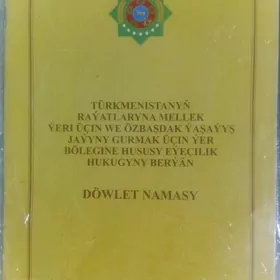 TÜRKMENISTANYŇ
RAÝATLARYNA MELLEK
ÝERI ÜÇIN WE ÖZBAŞDAK ÝAŞAÝYŞ
JAÝYNY GURMAK ÜÇIN ÝER
BÖLEGINE HUSUSY EÝEÇILIK
HUKUGYNY BERÝÄN
DÖWLET NAMASY